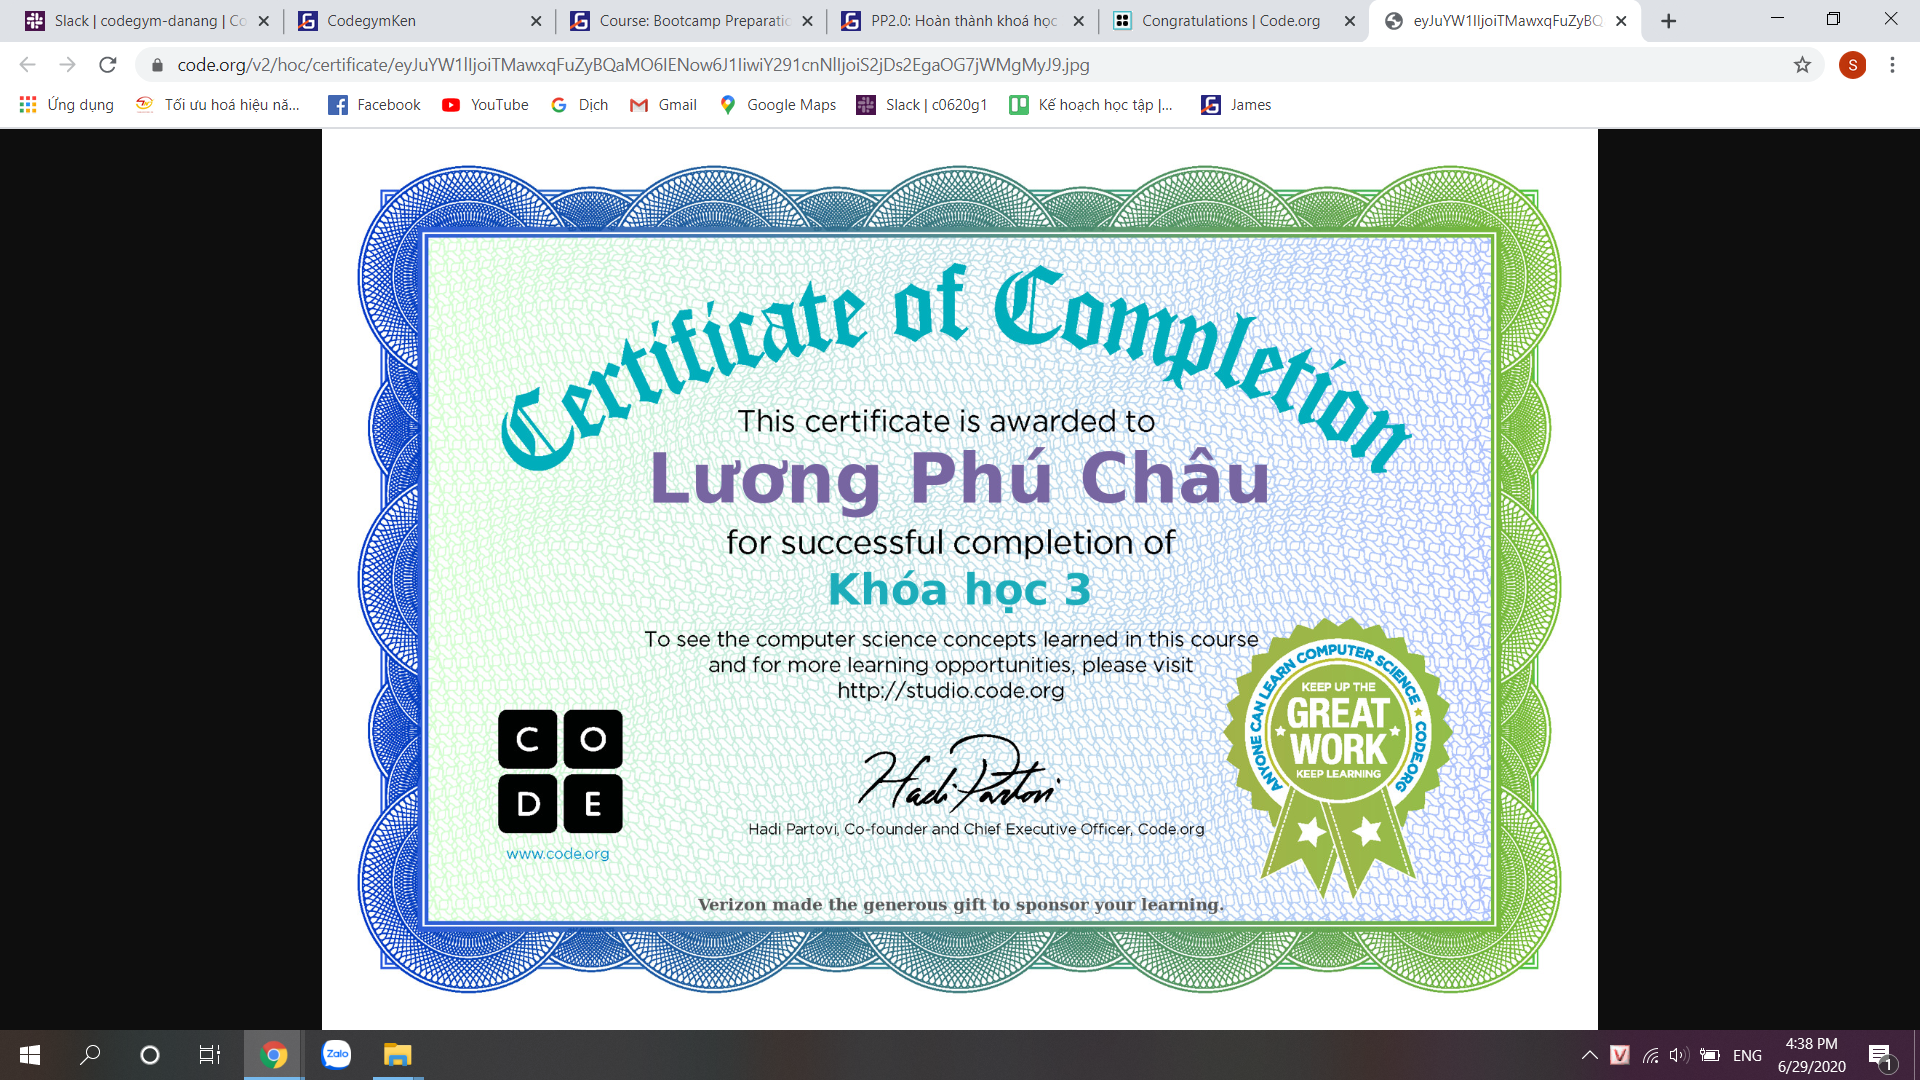 Slack | codegym-danang | Co
CodegymKen
Course: Bootcamp Preparatic
PP2.0: Hoàn thành khoá học
Congratulations | Code.org
eyJuYW1lIjoiTMawxqFuZyBQ
code.org/v2/hoc/certificate/eyJuYW1lIjoiTMawxqFuZyBQaMO6IENow6J1IiwiY291cnNlIjoiS2jDs2EgaOG7jWMgMyJ9.jpg
S
Ứng dụng
Tối ưu hoá hiệu nă...
Facebook
YouTube
Dịch
Gmail
Google Maps
Slack | c0620g1
Kế hoạch học tập |...
James
Certificate of Completion
This certificate is awarded to
Lương Phú Châu
for successful completion of
Khóa học 3
To see the computer science concepts learned in this course
and for more learning opportunities, please visit
http://studio.code.org
C O
D E
www.code.org
Hadi Partovi
Hadi Partovi, Co-founder and Chief Executive Officer, Code.org
ANYONE CAN LEARN COMPUTER SCIENCE ★ CODE.ORG
KEEP UP THE
GREAT
WORK
KEEP LEARNING
Verizon made the generous gift to sponsor your learning.
Zalo
V
ENG
4:38 PM
6/29/2020
1